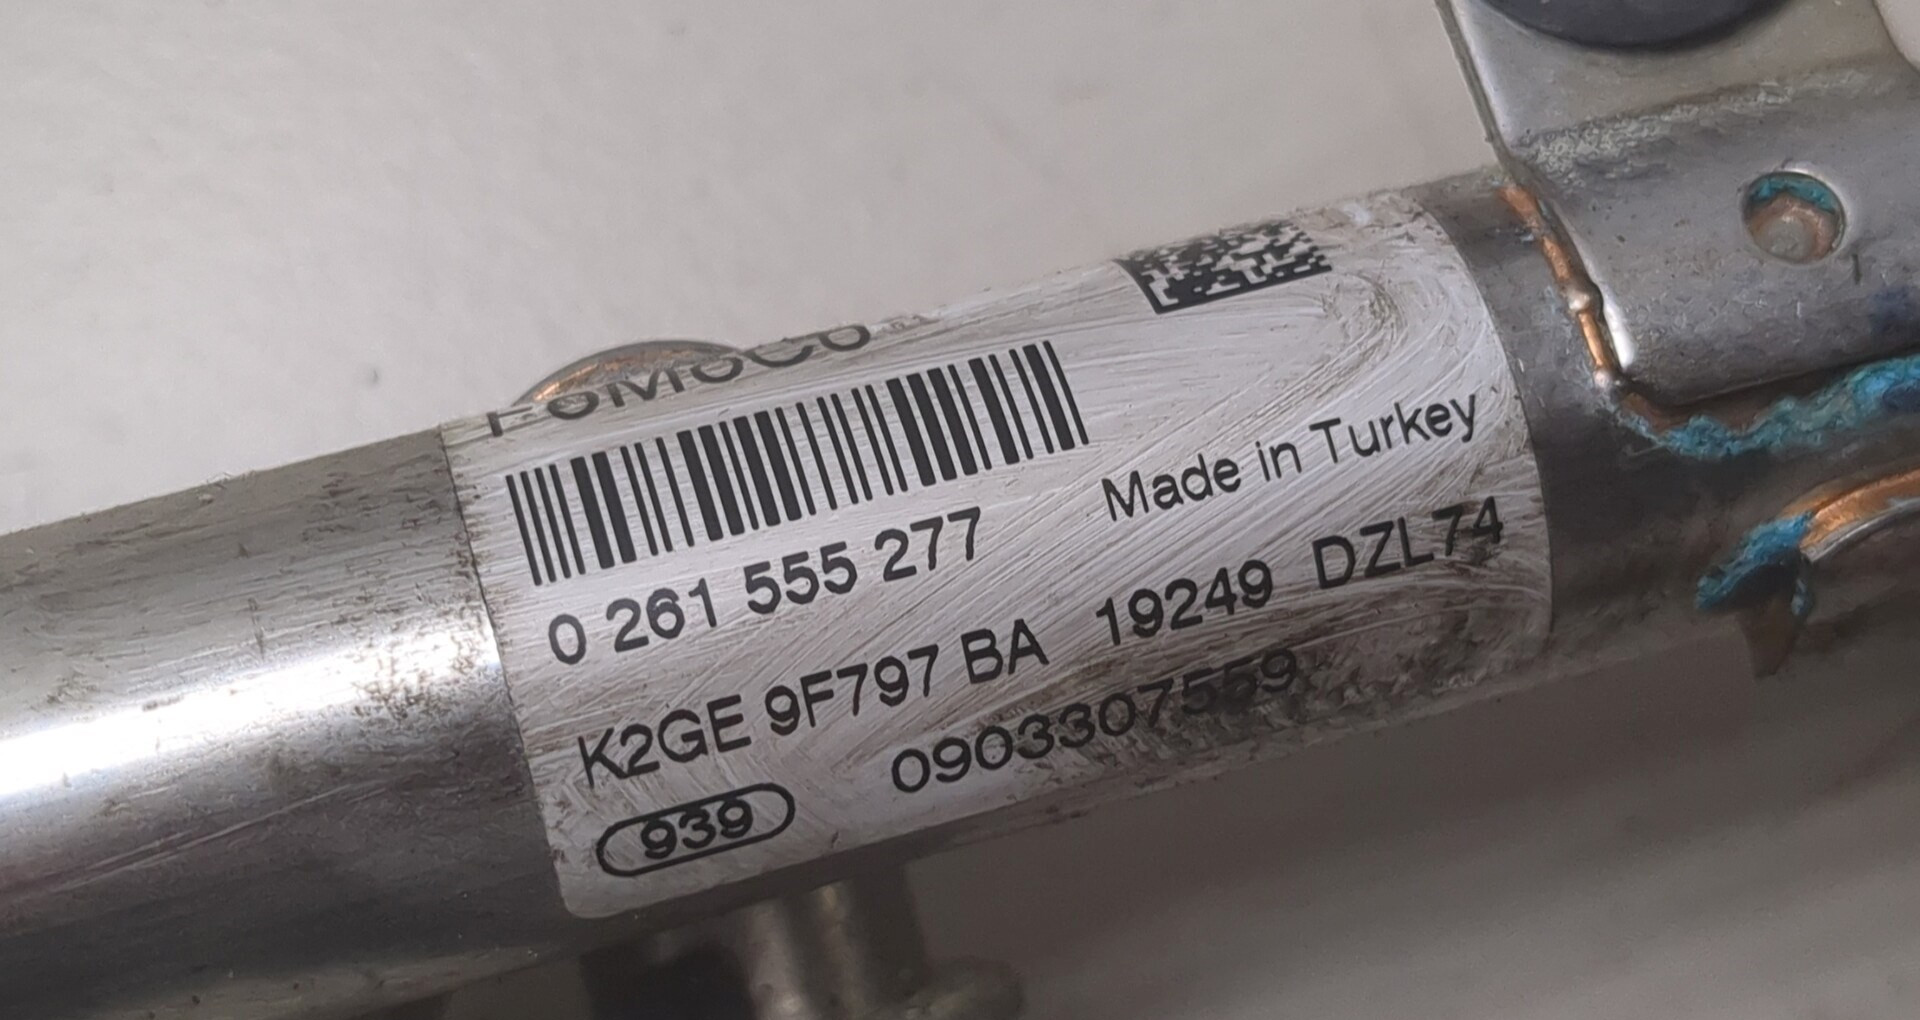 FoMoCo
0 261 555 277 Made in Turkey
K2GE 9F797 BA 19249 DZL74
939 0903307559